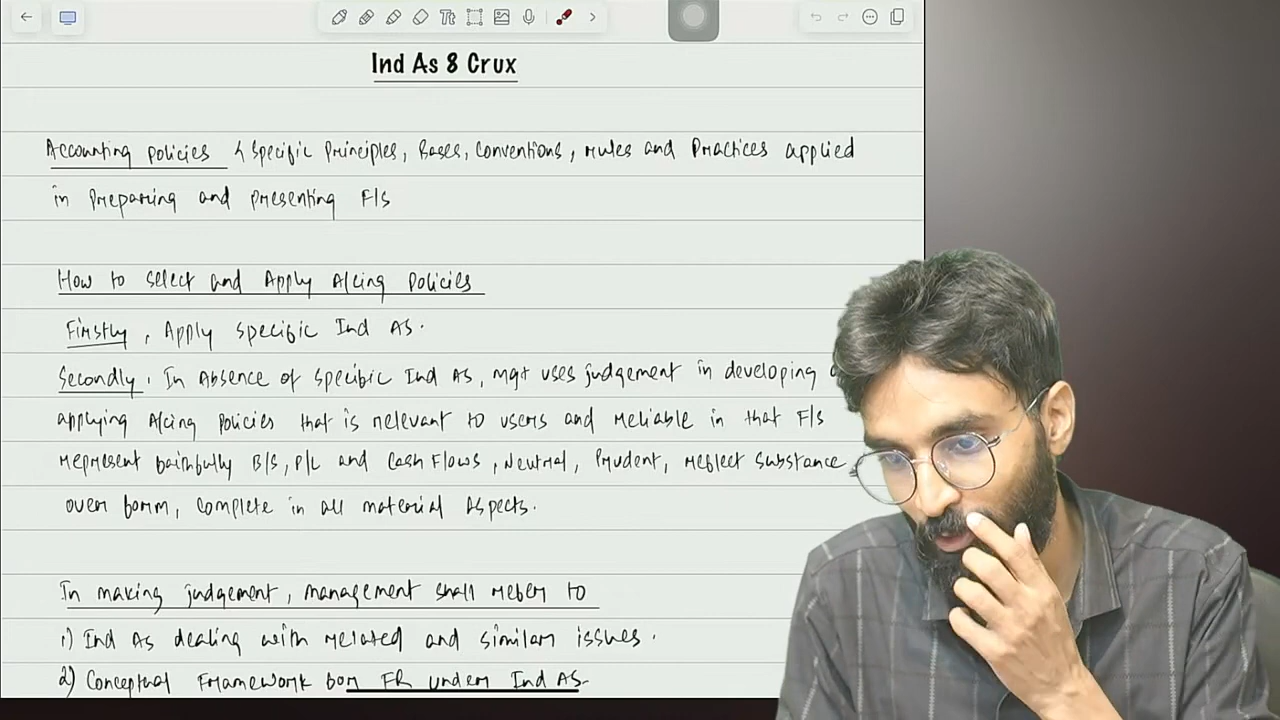 Ind As 8 Crux
Accounting policies & Specific Principles, Bases, Conventions, rules and Practices applied
in Preparing and presenting F/S
How to select and Apply A/cing Policies
Firstly, Apply specific Ind AS.
Secondly, In Absence of specific Ind AS, mgt uses judgement in developing
applying A/cing policies that is relevant to users and reliable in that F/S
represent faithfully B/S, P/L and Cash Flows, Neutral, Prudent, reflect substance
over form, Complete in all material Aspects.
In making judgement, management shall refer to
1) Ind As dealing with related and similar issues.
2) Conceptual Framework for FR under Ind AS